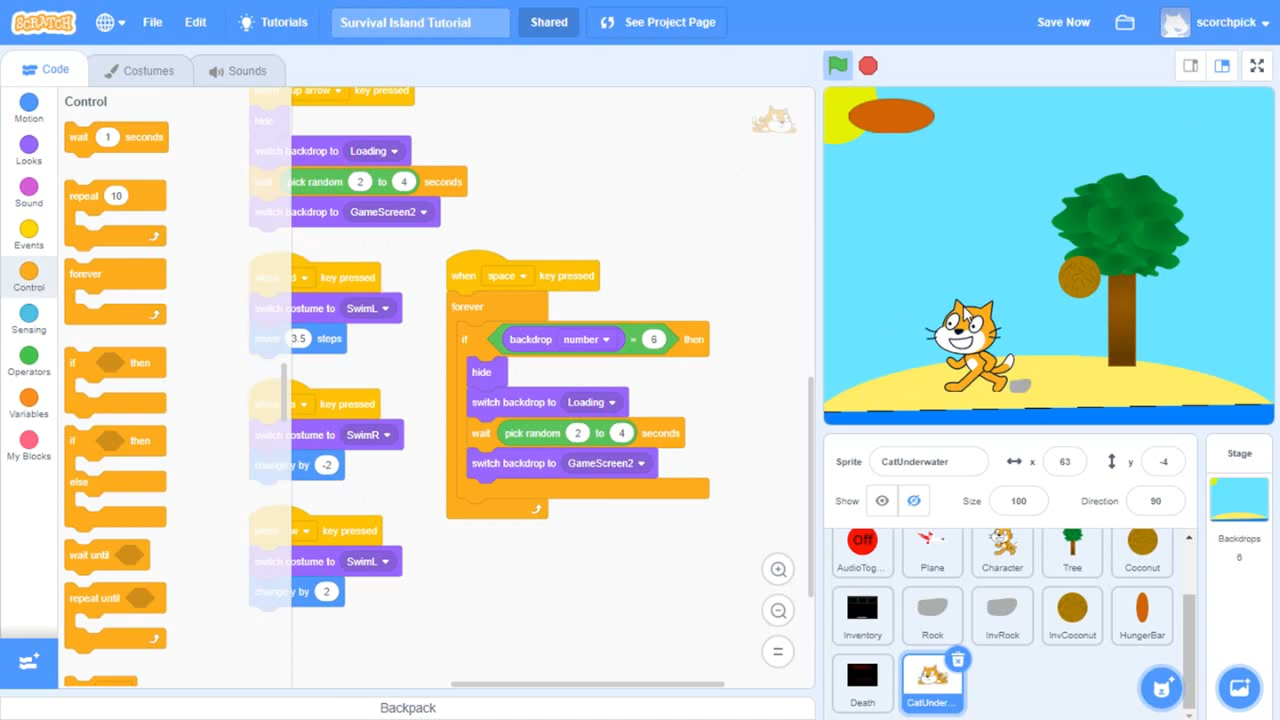 SCRATCH File Edit Tutorials Survival Island Tutorial Shared See Project Page Save Now scorchpick
Code Costumes Sounds
Motion
Looks
Sound
Events
Control
Sensing
Operators
Variables
My Blocks
Control
wait 1 seconds
repeat 10
forever
if then
if then
else
wait until
repeat until
up arrow key pressed
hide
switch backdrop to Loading
wait pick random 2 to 4 seconds
switch backdrop to GameScreen2
key pressed
switch costume to SwimL
move 3.5 steps
key pressed
switch costume to SwimR
change y by -2
w key pressed
switch costume to SwimL
change y by 2
when space key pressed
forever
if backdrop number = 6 then
hide
switch backdrop to Loading
wait pick random 2 to 4 seconds
switch backdrop to GameScreen2
Backpack
Sprite CatUnderwater x 63 y -4
Show Size 100 Direction 90
Off
AudioTog... Plane Character Tree Coconut
Inventory Rock InvRock InvCoconut HungerBar
Death CatUnder...
Stage
Backdrops
6